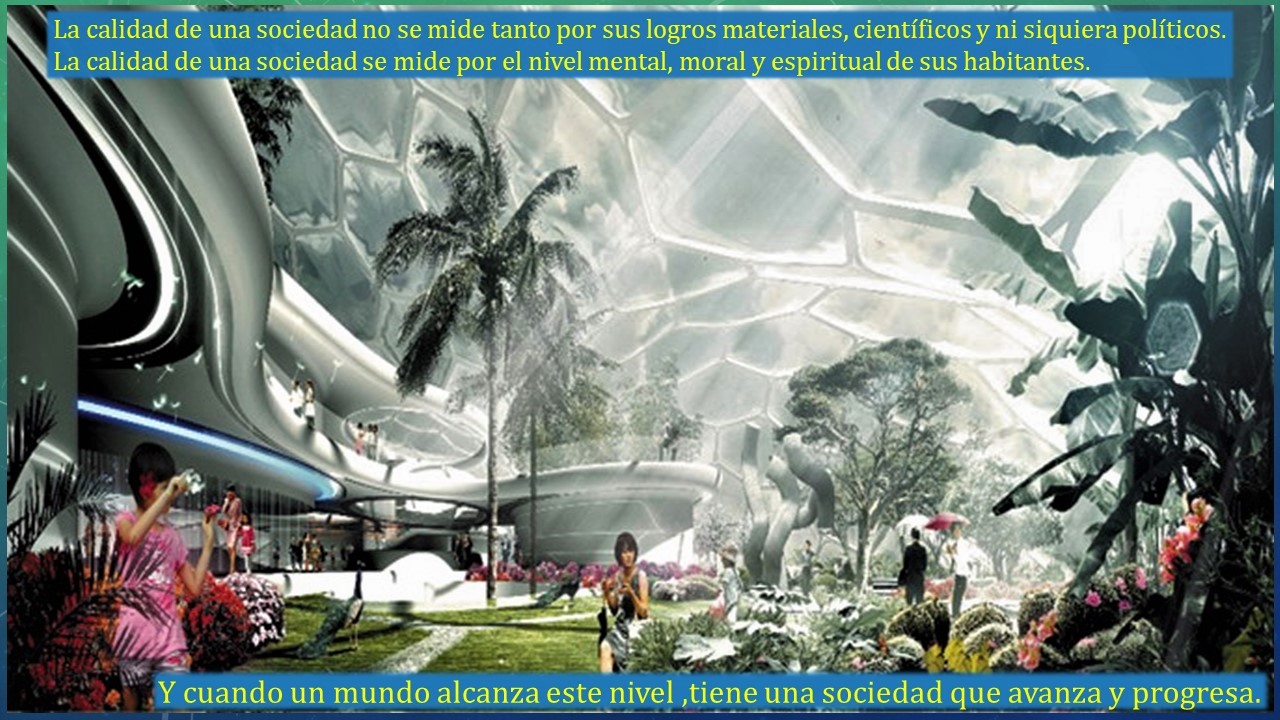 La calidad de una sociedad no se mide tanto por sus logros materiales, científicos y ni siquiera políticos.
La calidad de una sociedad se mide por el nivel mental, moral y espiritual de sus habitantes.
Y cuando un mundo alcanza este nivel ,tiene una sociedad que avanza y progresa.